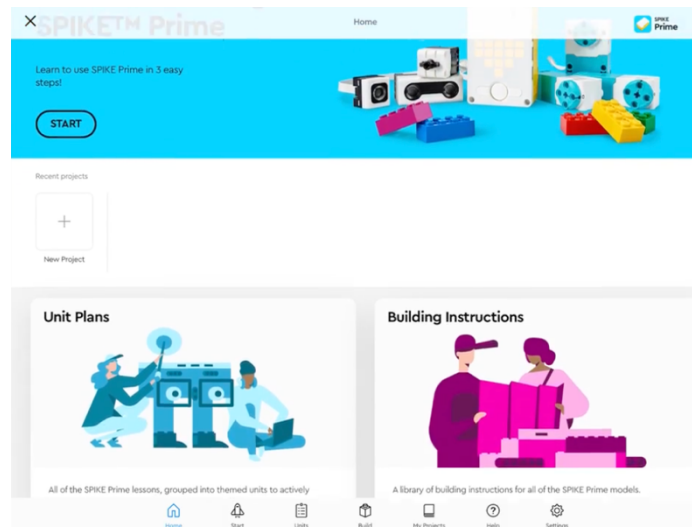 SPIKE™ Prime
Home
SPIKE
Prime
Learn to use SPIKE Prime in 3 easy
steps!
START
Recent projects
+
New Project
Unit Plans
Building Instructions
All of the SPIKE Prime lessons, grouped into themed units to actively
A library of building instructions for all of the SPIKE Prime models.
Home
Start
Units
Build
My Projects
Help
Settings